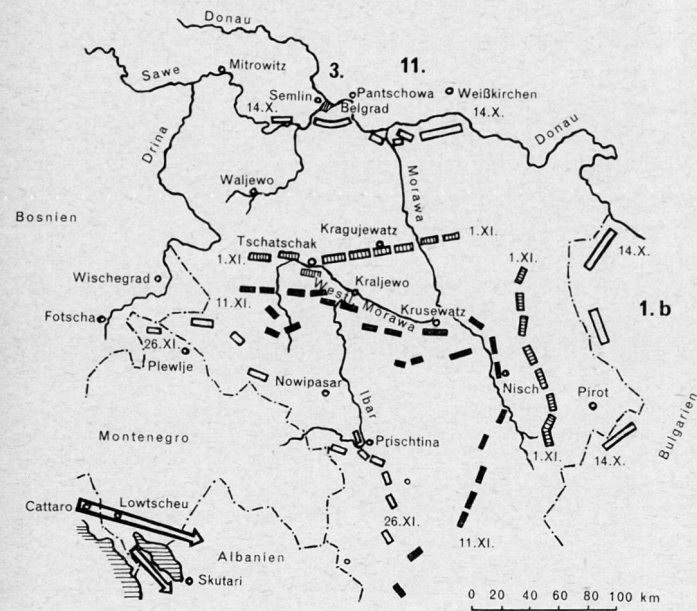 Donau
Sawe
Mitrowitz
3.
11.
Semlin
Pantschowa
Weißkirchen
14.X.
Belgrad
14.X.
Donau
Drina
Waljewo
Morawa
Bosnien
Kragujewatz
1.XI.
Tschatschak
1.XI.
1.XI.
14.X.
Wischegrad
Kraljewo
11.XI.
Westl. Morawa
1.b
Fotscha
Krusewatz
26.XI.
Plewlje
Nowipasar
Nisch
Pirot
Ibar
Bulgarien
Montenegro
Prischtina
1.XI.
14.X.
Cattaro
Lowtscheu
26.XI.
11.XI.
Albanien
Skutari
0 20 40 60 80 100 km